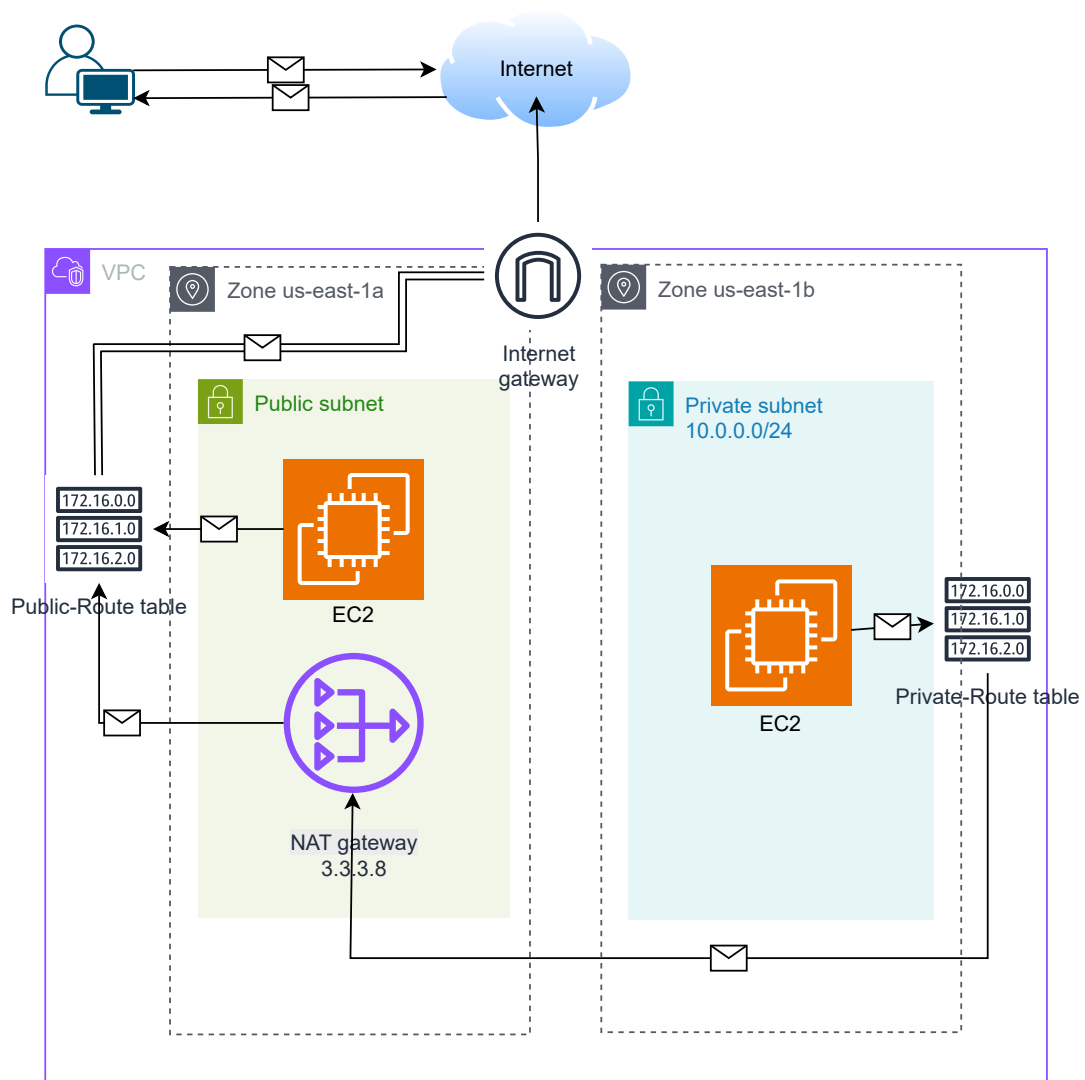 Internet
VPC
Zone us-east-1a
Zone us-east-1b
Internet
gateway
Public subnet
Private subnet
10.0.0.0/24
172.16.0.0
172.16.1.0
172.16.2.0
Public-Route table
EC2
172.16.0.0
172.16.1.0
172.16.2.0
Private-Route table
EC2
NAT gateway
3.3.3.8